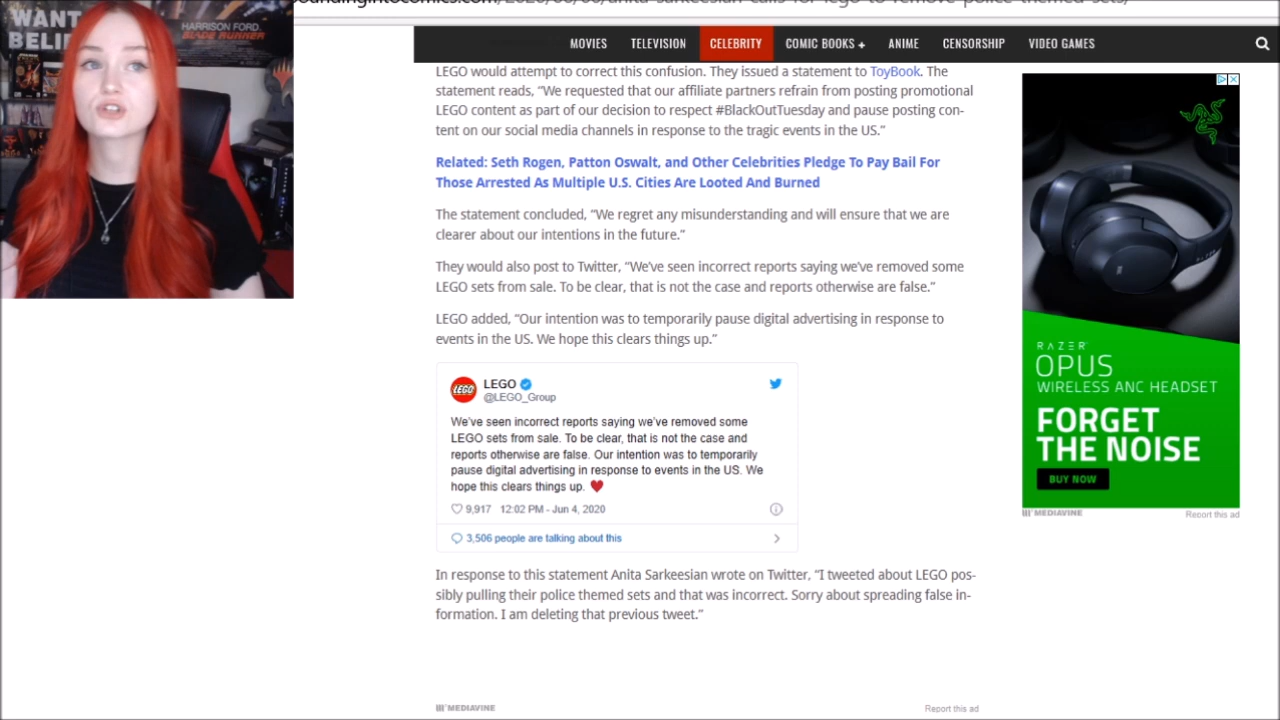 WANT
BELIE
HARRISON FORD
BLADE RUNNER
MOVIES TELEVISION CELEBRITY COMIC BOOKS + ANIME CENSORSHIP VIDEO GAMES
LEGO would attempt to correct this confusion. They issued a statement to ToyBook. The
statement reads, “We requested that our affiliate partners refrain from posting promotional
LEGO content as part of our decision to respect #BlackOutTuesday and pause posting con-
tent on our social media channels in response to the tragic events in the US.”
Related: Seth Rogen, Patton Oswalt, and Other Celebrities Pledge To Pay Bail For
Those Arrested As Multiple U.S. Cities Are Looted And Burned
The statement concluded, “We regret any misunderstanding and will ensure that we are
clearer about our intentions in the future.”
They would also post to Twitter, “We’ve seen incorrect reports saying we’ve removed some
LEGO sets from sale. To be clear, that is not the case and reports otherwise are false.”
LEGO added, “Our intention was to temporarily pause digital advertising in response to
events in the US. We hope this clears things up.”
LEGO
LEGO
@LEGO_Group
We've seen incorrect reports saying we've removed some
LEGO sets from sale. To be clear, that is not the case and
reports otherwise are false. Our intention was to temporarily
pause digital advertising in response to events in the US. We
hope this clears things up. ♥
9,917 12:02 PM - Jun 4, 2020
3,506 people are talking about this
In response to this statement Anita Sarkeesian wrote on Twitter, “I tweeted about LEGO pos-
sibly pulling their police themed sets and that was incorrect. Sorry about spreading false in-
formation. I am deleting that previous tweet.”
MEDIAVINE Report this ad
RAZER
OPUS
WIRELESS ANC HEADSET
FORGET
THE NOISE
BUY NOW
MEDIAVINE Report this ad